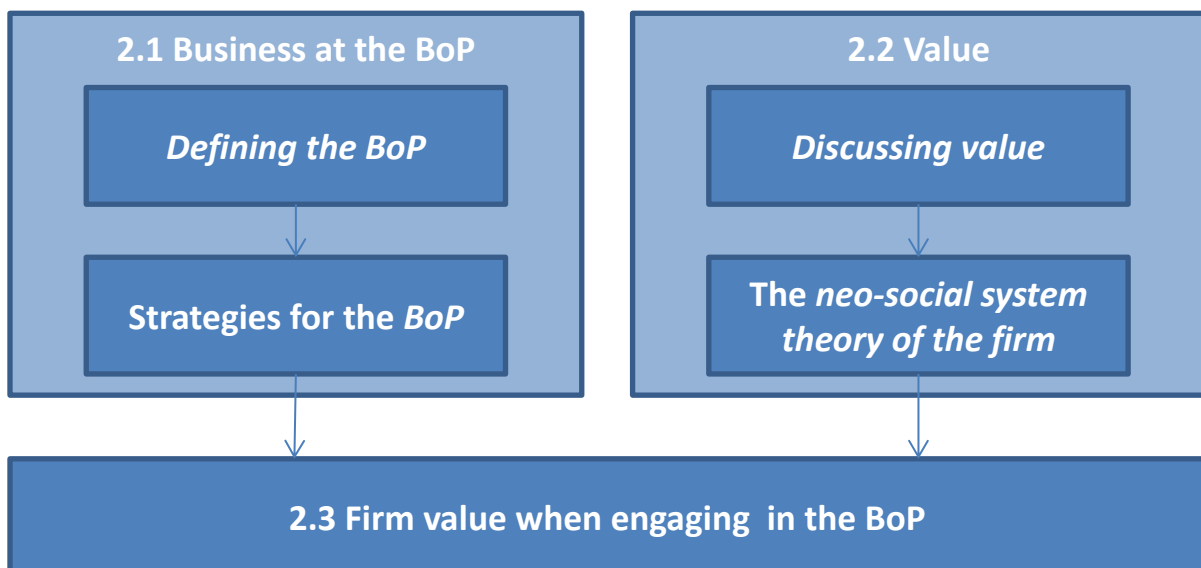 2.1 Business at the BoP
Defining the BoP
Strategies for the BoP
2.2 Value
Discussing value
The neo-social system
theory of the firm
2.3 Firm value when engaging in the BoP